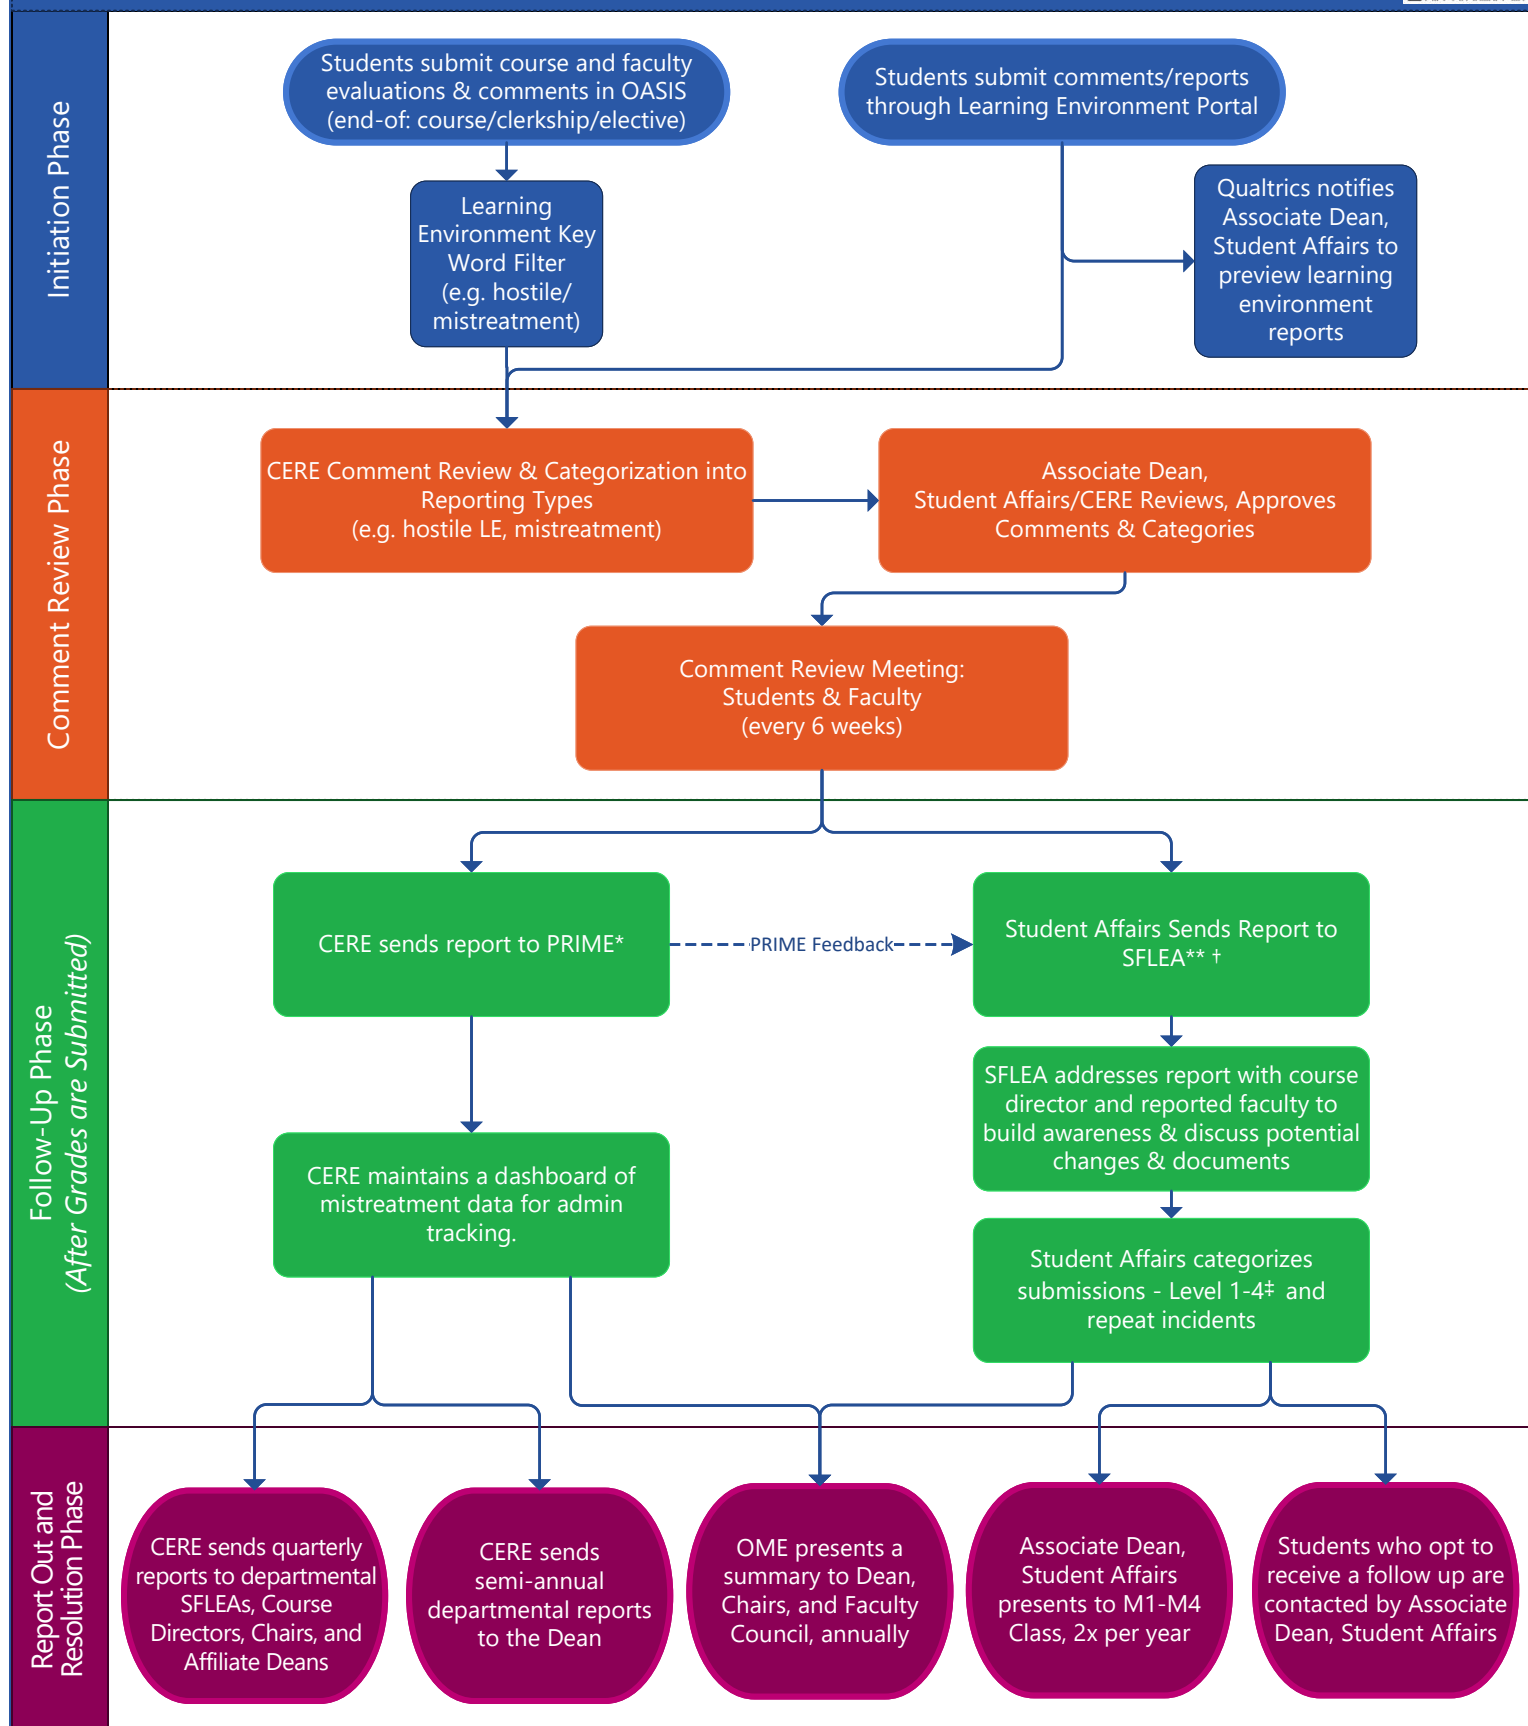 Initiation Phase
Students submit course and faculty
evaluations & comments in OASIS
(end-of: course/clerkship/elective)
Students submit comments/reports
through Learning Environment Portal
Learning
Environment Key
Word Filter
(e.g. hostile/
mistreatment)
Qualtrics notifies
Associate Dean,
Student Affairs to
preview learning
environment
reports
Comment Review Phase
CERE Comment Review & Categorization into
Reporting Types
(e.g. hostile LE, mistreatment)
Associate Dean,
Student Affairs/CERE Reviews, Approves
Comments & Categories
Comment Review Meeting:
Students & Faculty
(every 6 weeks)
Follow-Up Phase
(After Grades are Submitted)
CERE sends report to PRIME*
PRIME Feedback
Student Affairs Sends Report to
SFLEA** †
SFLEA addresses report with course
director and reported faculty to
build awareness & discuss potential
changes & documents
CERE maintains a dashboard of
mistreatment data for admin
tracking.
Student Affairs categorizes
submissions - Level 1-4‡ and
repeat incidents
Report Out and
Resolution Phase
CERE sends quarterly
reports to departmental
SFLEAs, Course
Directors, Chairs, and
Affiliate Deans
CERE sends
semi-annual
departmental reports
to the Dean
OME presents a
summary to Dean,
Chairs, and Faculty
Council, annually
Associate Dean,
Student Affairs
presents to M1-M4
Class, 2x per year
Students who opt to
receive a follow up are
contacted by Associate
Dean, Student Affairs